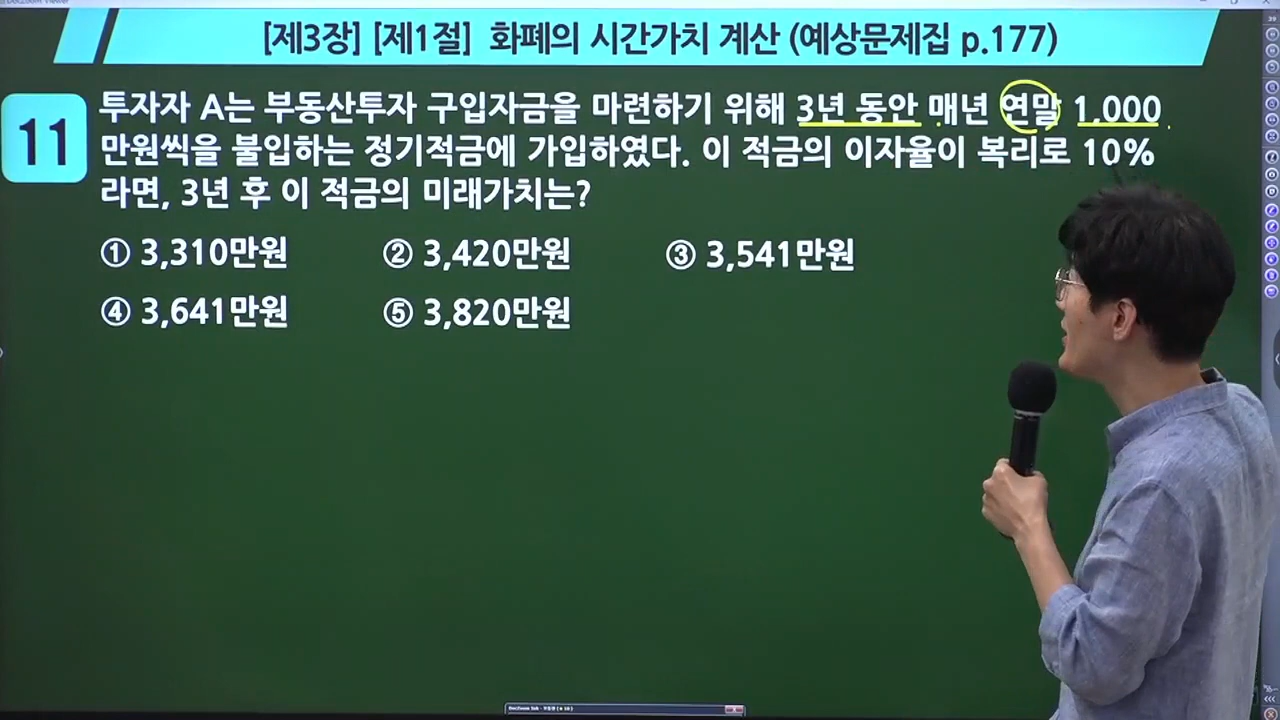 [제3장] [제1절] 화폐의 시간가치 계산 (예상문제집 p.177)
11
투자자 A는 부동산투자 구입자금을 마련하기 위해 3년 동안 매년 연말 1,000
만원씩을 불입하는 정기적금에 가입하였다. 이 적금의 이자율이 복리로 10%
라면, 3년 후 이 적금의 미래가치는?
① 3,310만원 ② 3,420만원 ③ 3,541만원
④ 3,641만원 ⑤ 3,820만원